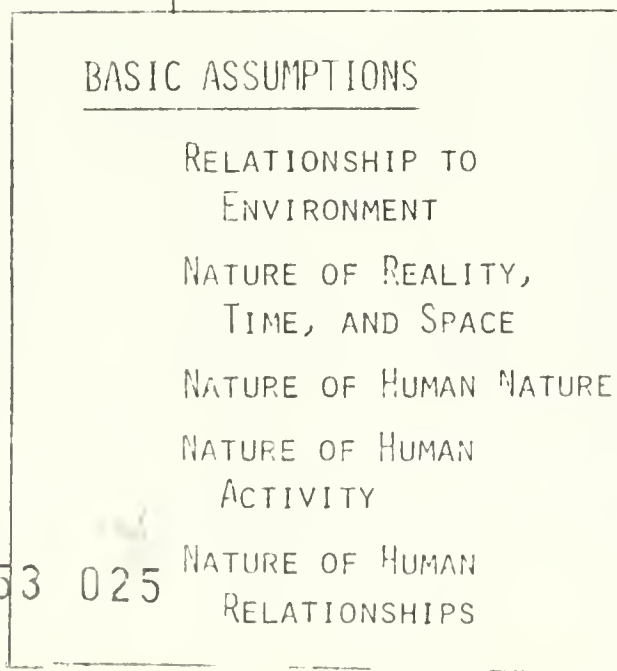 BASIC ASSUMPTIONS
RELATIONSHIP TO
ENVIRONMENT
NATURE OF REALITY,
TIME, AND SPACE
NATURE OF HUMAN NATURE
NATURE OF HUMAN
ACTIVITY
025 NATURE OF HUMAN
RELATIONSHIPS